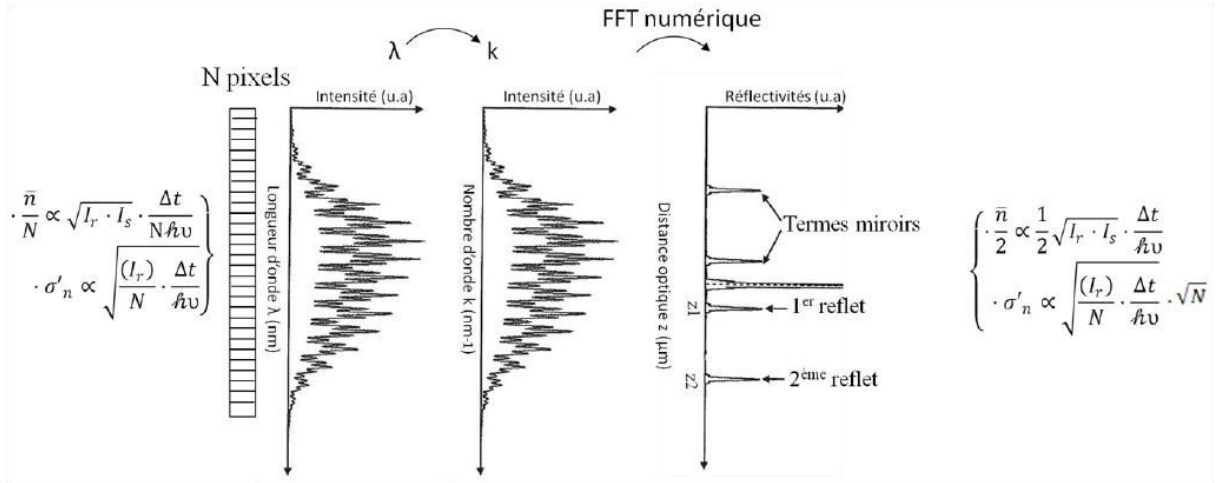 FFT numérique
λ
k
N pixels
Intensité (u.a)
Intensité (u.a)
Réflectivités (u.a)
· n̅/N ∝ √(I_r · I_s) · Δt/(Nℏυ)
· σ'_n ∝ √((I_r)/N · Δt/(ℏυ))
Longueur d'onde λ (nm)
Nombre d'onde k (nm-1)
Distance optique z (µm)
Termes miroirs
z1
1er reflet
z2
2éme reflet
· n̅/2 ∝ 1/2 √(I_r · I_s) · Δt/(ℏυ)
· σ'_n ∝ √((I_r)/N · Δt/(ℏυ)) · √N